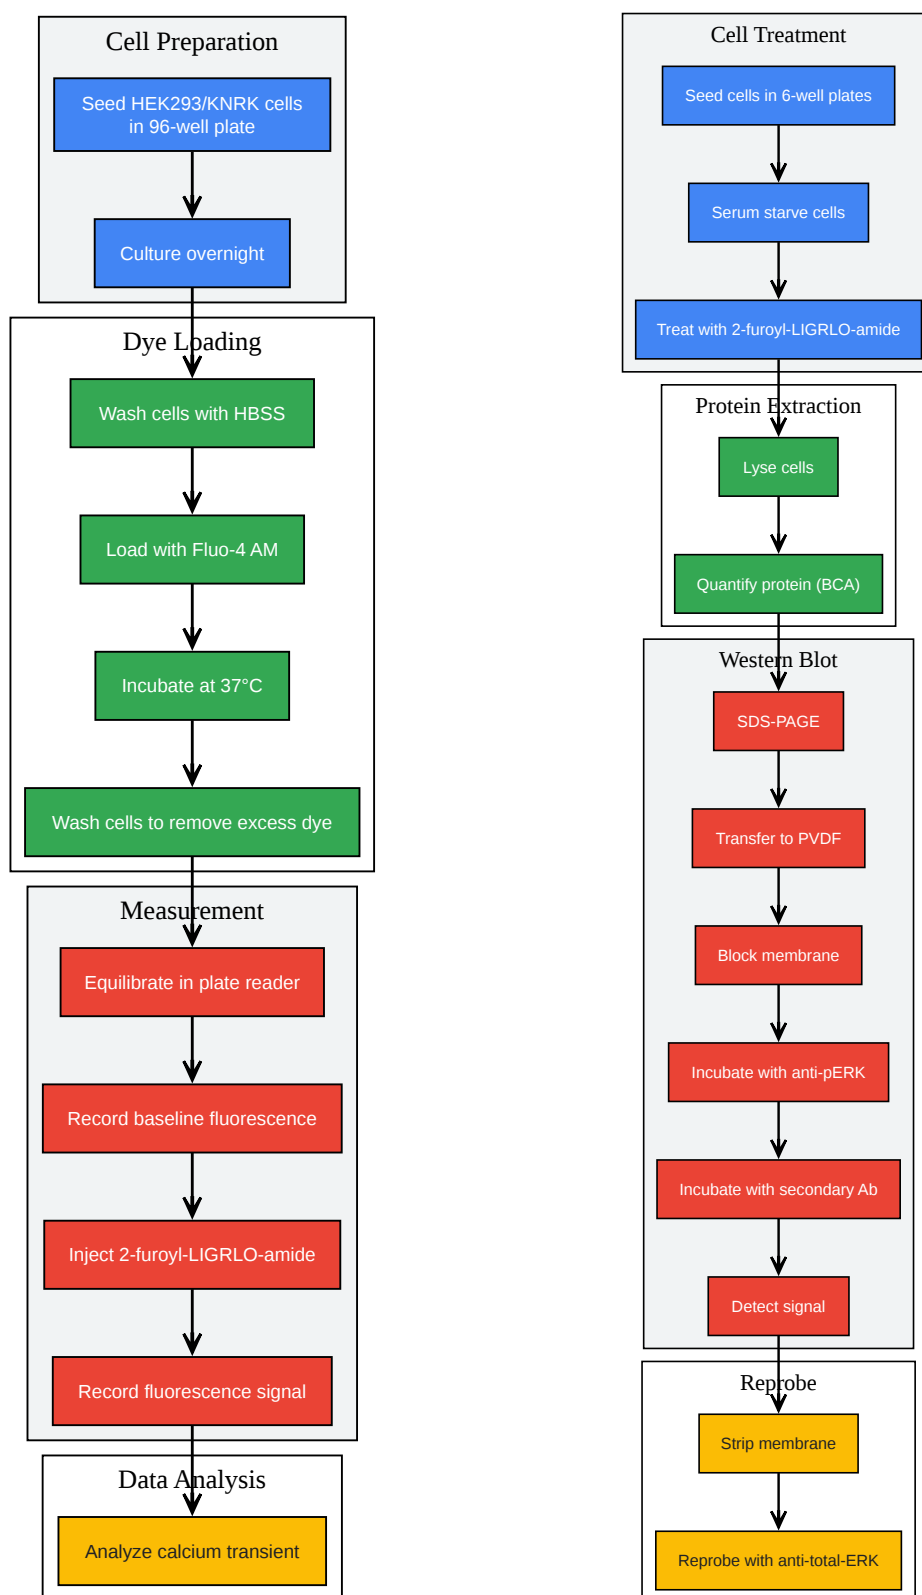 Cell Preparation
Seed HEK293/KNRK cells
in 96-well plate
Culture overnight
Dye Loading
Wash cells with HBSS
Load with Fluo-4 AM
Incubate at 37°C
Wash cells to remove excess dye
Measurement
Equilibrate in plate reader
Record baseline fluorescence
Inject 2-furoyl-LIGRLO-amide
Record fluorescence signal
Data Analysis
Analyze calcium transient
Cell Treatment
Seed cells in 6-well plates
Serum starve cells
Treat with 2-furoyl-LIGRLO-amide
Protein Extraction
Lyse cells
Quantify protein (BCA)
Western Blot
SDS-PAGE
Transfer to PVDF
Block membrane
Incubate with anti-pERK
Incubate with secondary Ab
Detect signal
Reprobe
Strip membrane
Reprobe with anti-total-ERK